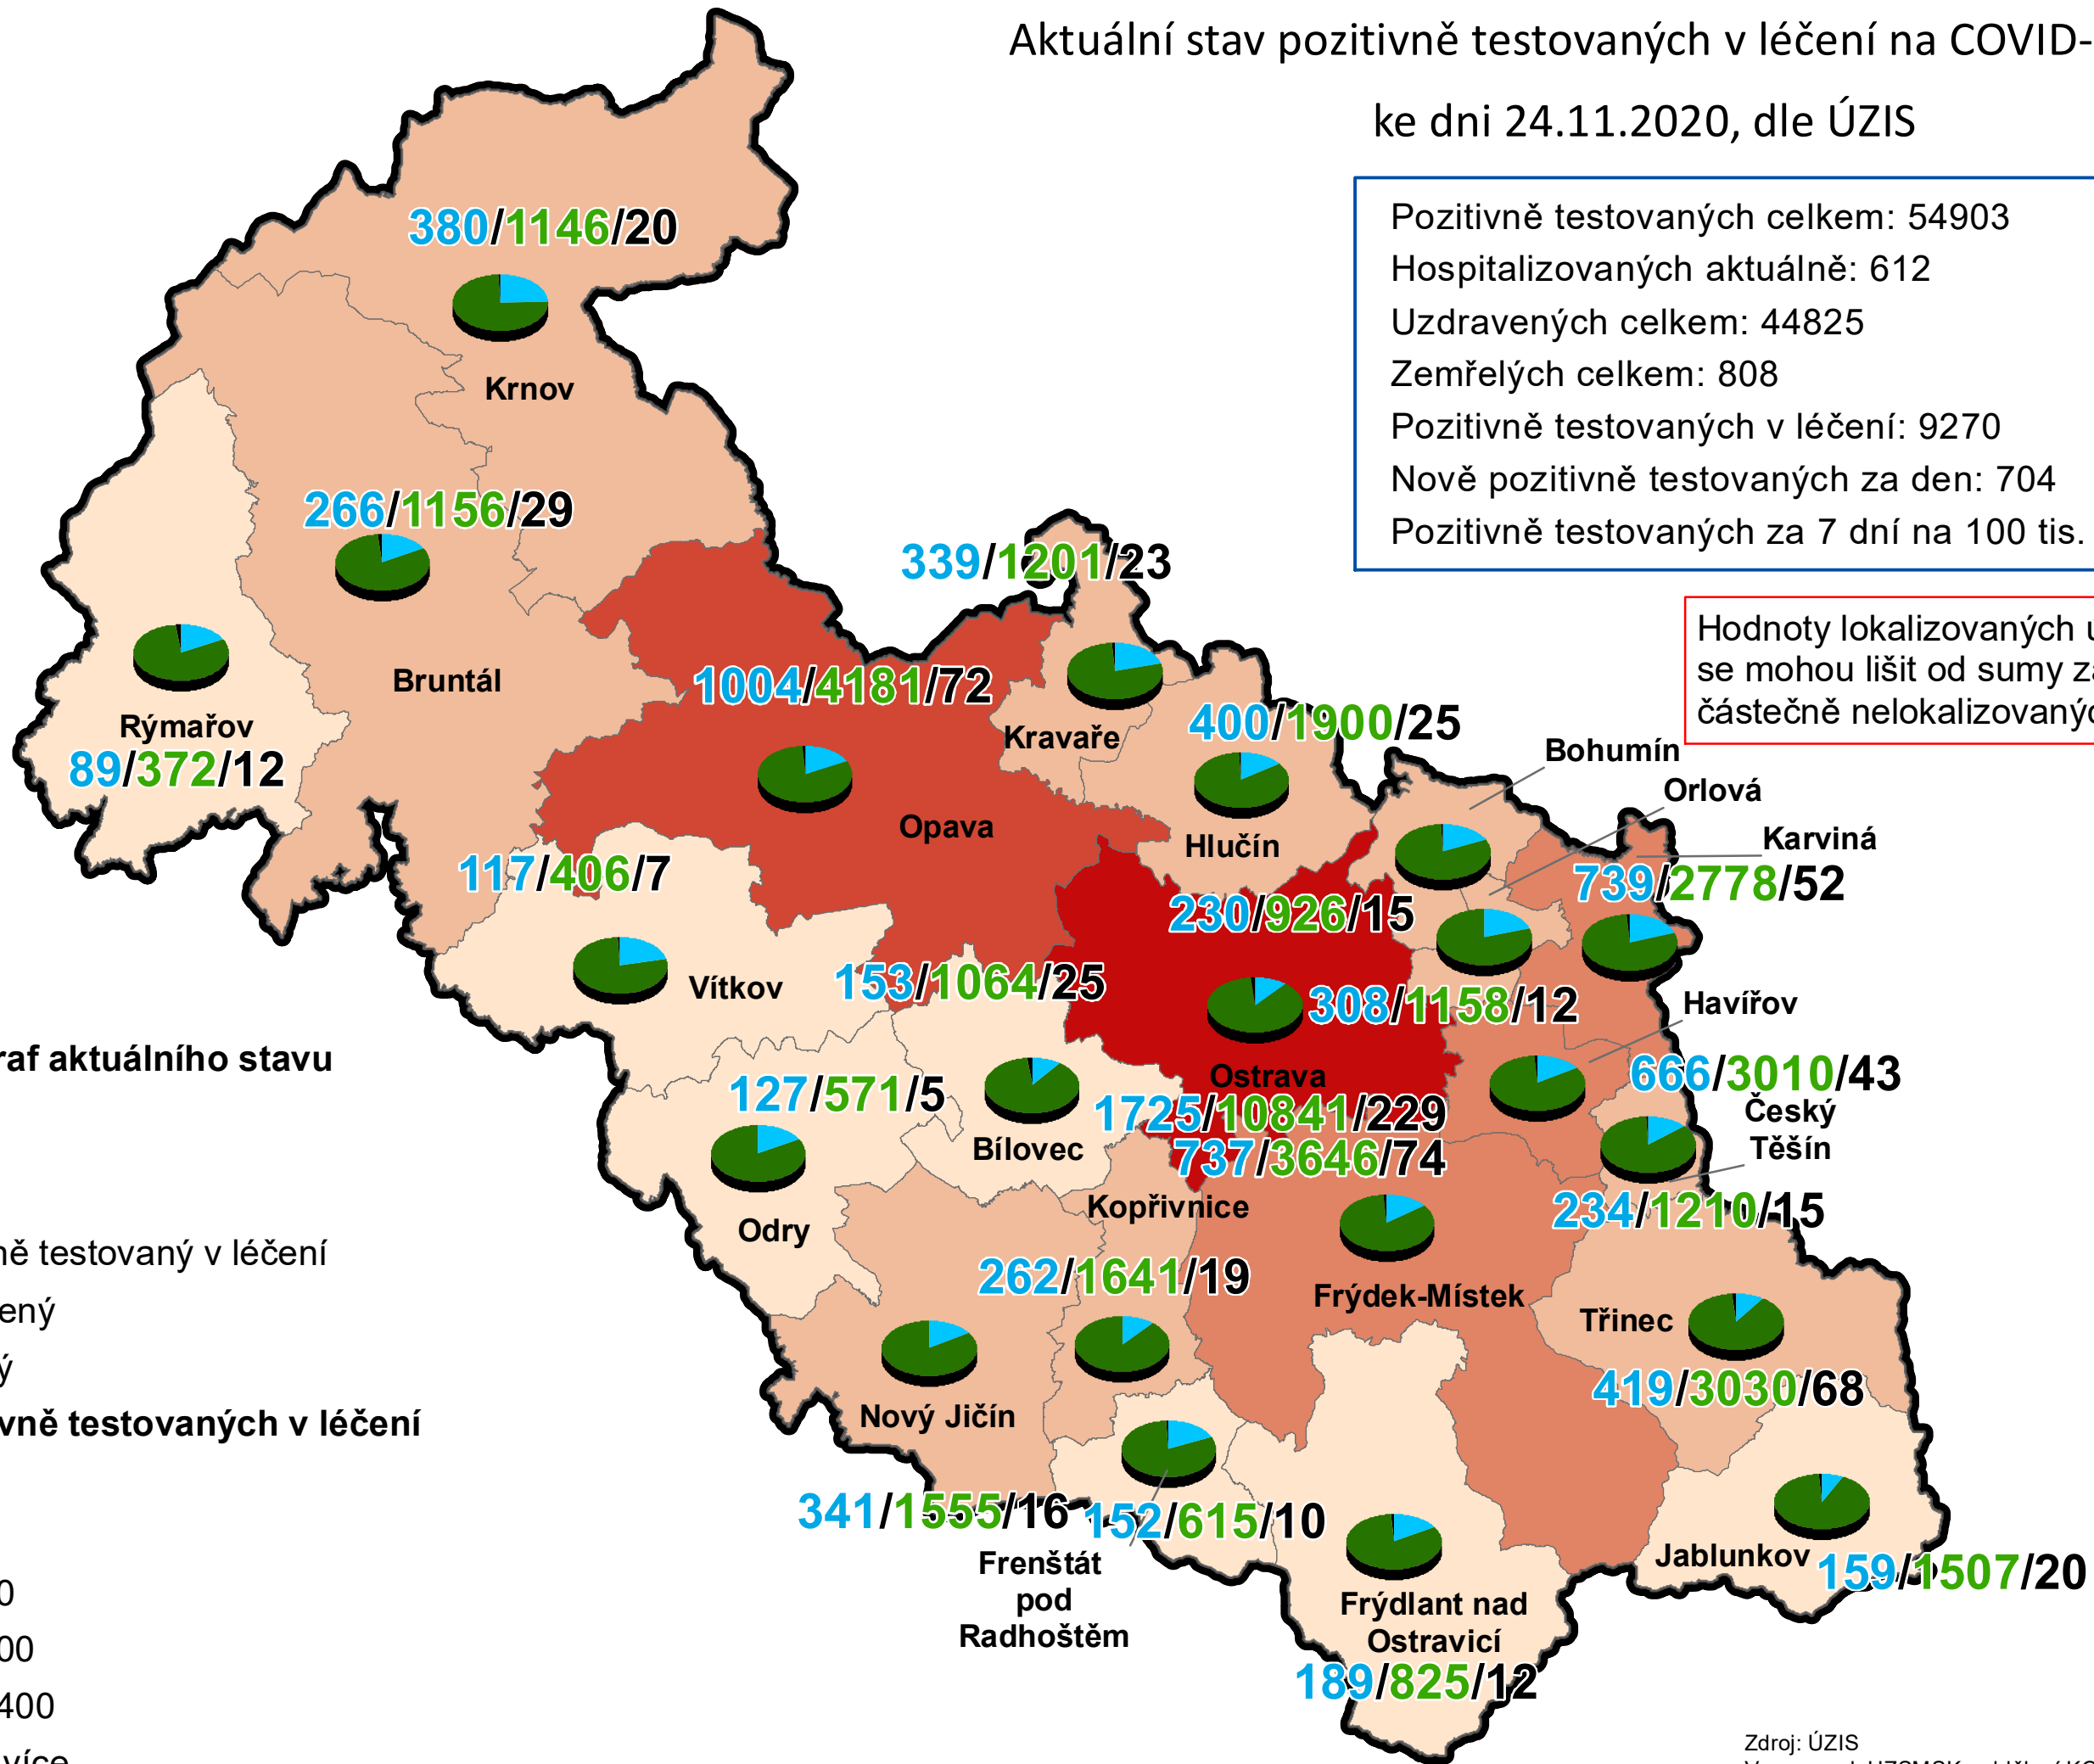 Aktuální stav pozitivně testovaných v léčení na COVID-
ke dni 24.11.2020, dle ÚZIS
Pozitivně testovaných celkem: 54903
Hospitalizovaných aktuálně: 612
Uzdravených celkem: 44825
Zemřelých celkem: 808
Pozitivně testovaných v léčení: 9270
Nově pozitivně testovaných za den: 704
Pozitivně testovaných za 7 dní na 100 tis.
Hodnoty lokalizovaných
se mohou lišit od sumy
částečně
380/1146/20
Krnov
266/1156/29
Bruntál
Rýmařov
89/372/12
339/1201/23
Kravaře
1004/4181/72
Opava
400/1900/25
Hlučín
Bohumín
Orlová
Karviná
739/2778/52
117/406/7
Vítkov
230/926/15
153/1064/25
Bílovec
308/1158/12
Havířov
666/3010/43
Český
Těšín
234/1210/15
Ostrava
1725/10841/229
737/3646/74
127/571/5
Odry
Kopřivnice
262/1641/19
Frýdek-Místek
Třinec
419/3030/68
Nový Jičín
341/1555/16
152/615/10
Frenštát
pod
Radhoštěm
Frýdlant nad
Ostravicí
189/825/12
Jablunkov
159/1507/20
raf aktuálního stavu
ně testovaný v léčení
ený
ý
vně testovaných v léčení
0
00
400
více
Zdroj: ÚZIS